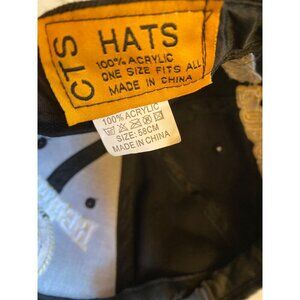 CTS
HATS
100% ACRYLIC
ONE SIZE FITS ALL
MADE IN CHINA
100% ACRYLIC
SIZE: 58CM
MADE IN CHINA